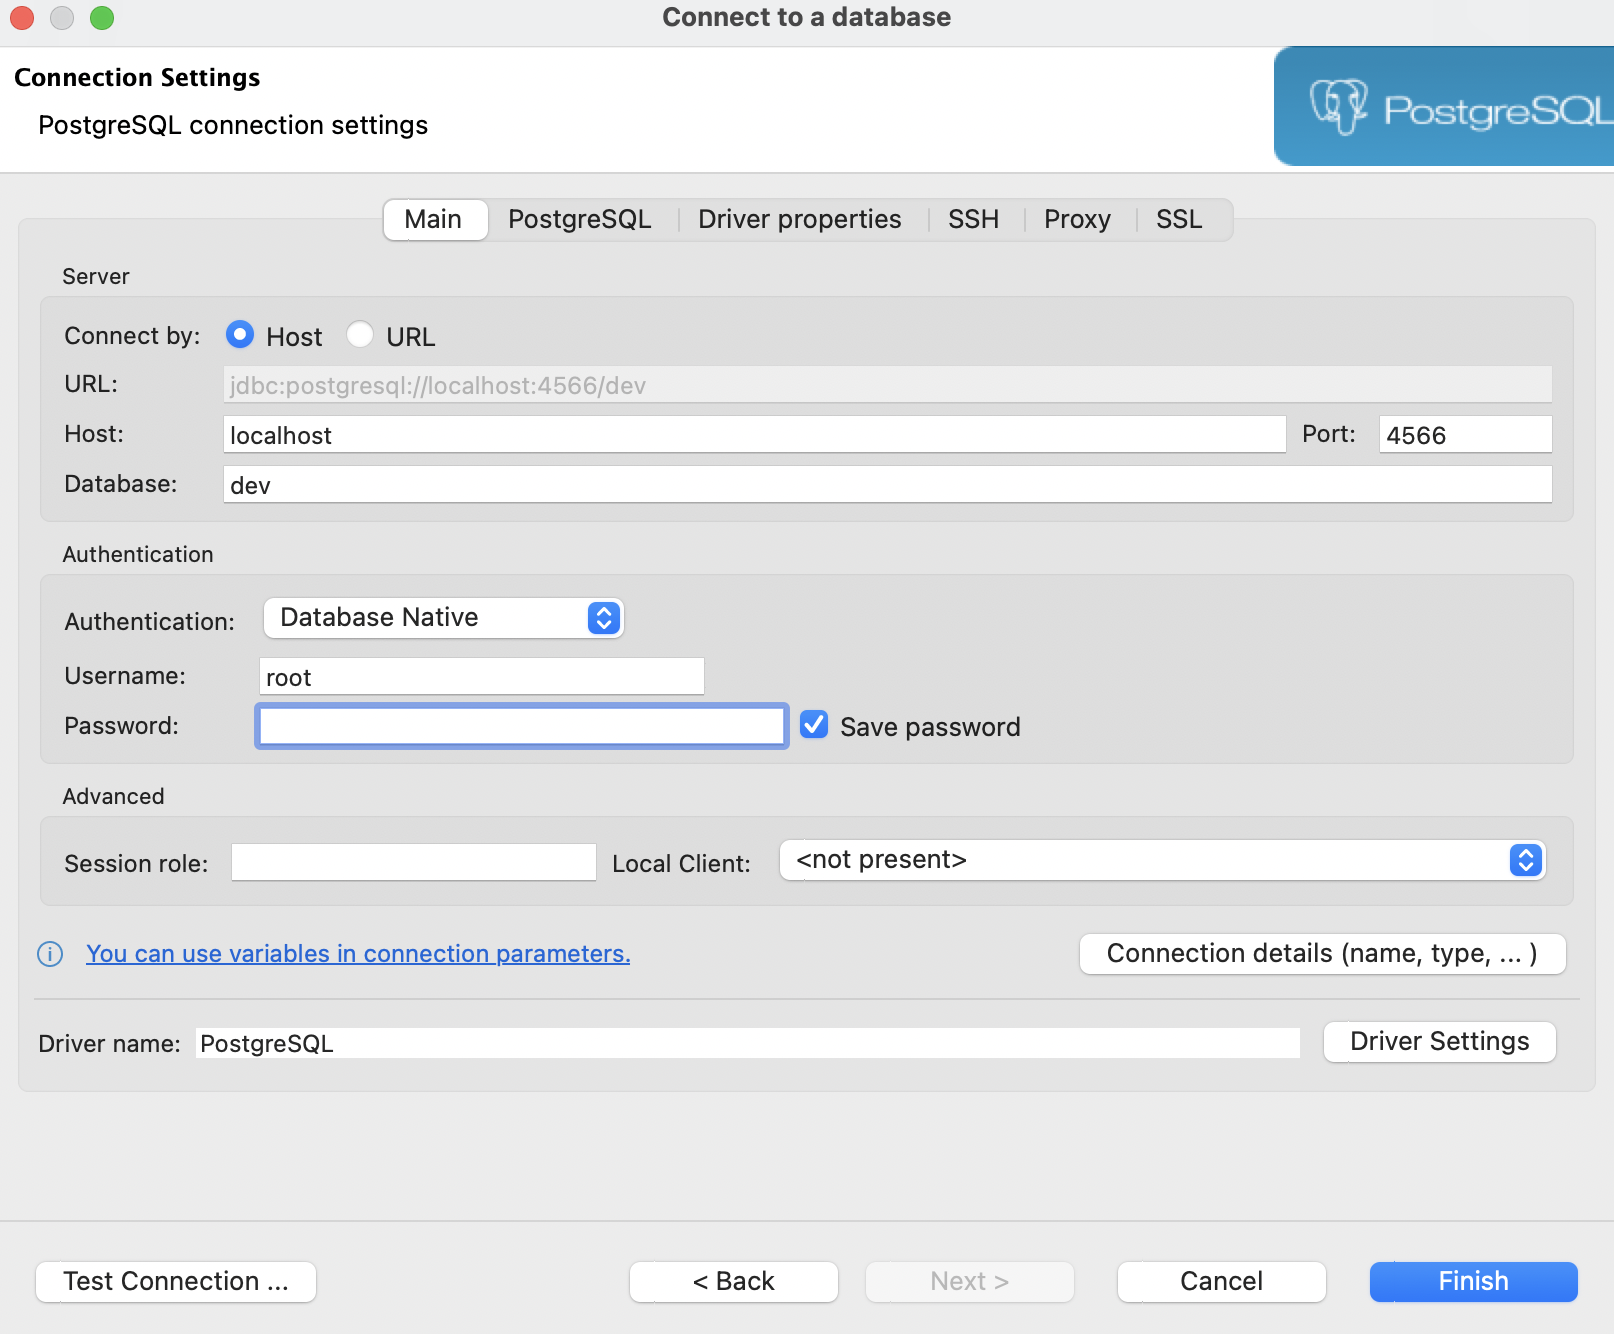 Connect to a database
Connection Settings
PostgreSQL connection settings
PostgreSQL
Main PostgreSQL Driver properties SSH Proxy SSL
Server
Connect by: Host URL
URL: jdbc:postgresql://localhost:4566/dev
Host: localhost Port: 4566
Database: dev
Authentication
Authentication: Database Native
Username: root
Password: Save password
Advanced
Session role: Local Client: <not present>
You can use variables in connection parameters. Connection details (name, type, ... )
Driver name: PostgreSQL Driver Settings
Test Connection ... < Back Next > Cancel Finish